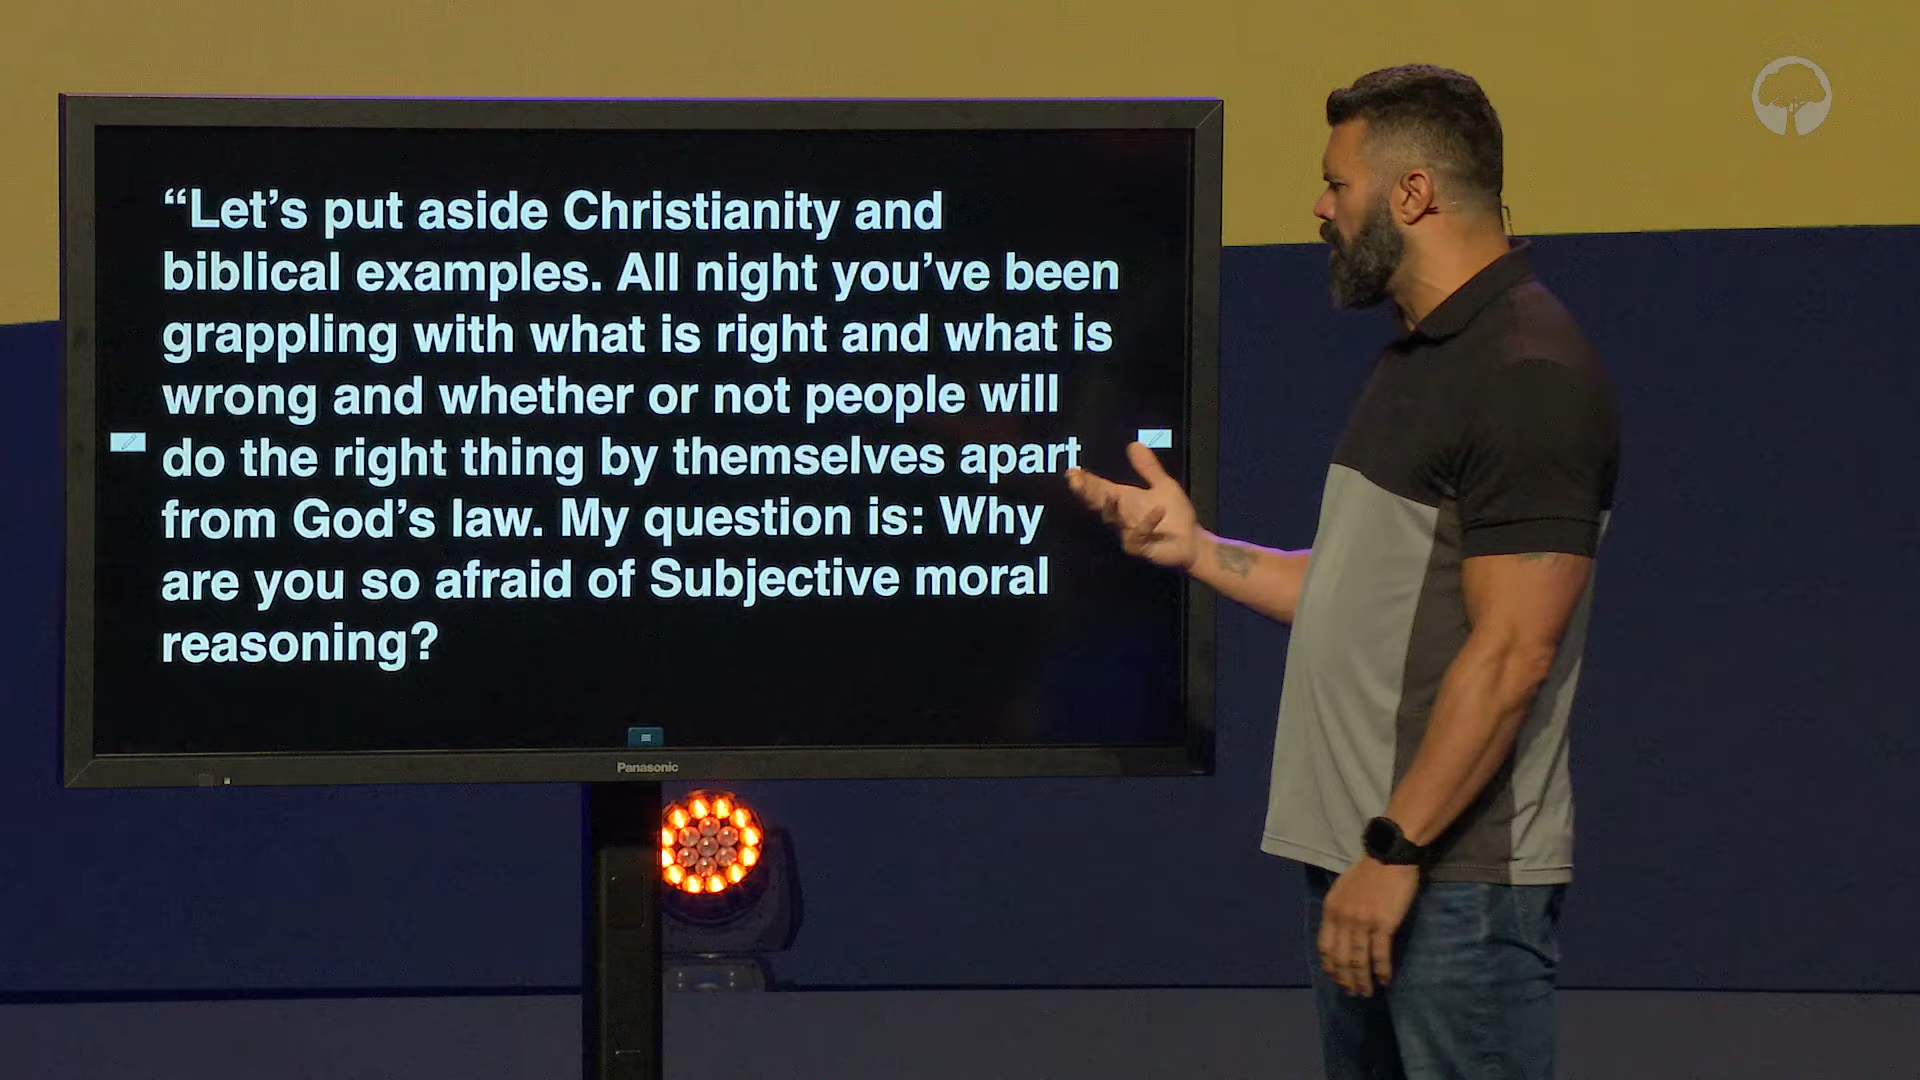 “Let’s put aside Christianity and
biblical examples. All night you’ve been
grappling with what is right and what is
wrong and whether or not people will
do the right thing by themselves apart
from God’s law. My question is: Why
are you so afraid of Subjective moral
reasoning?
Panasonic